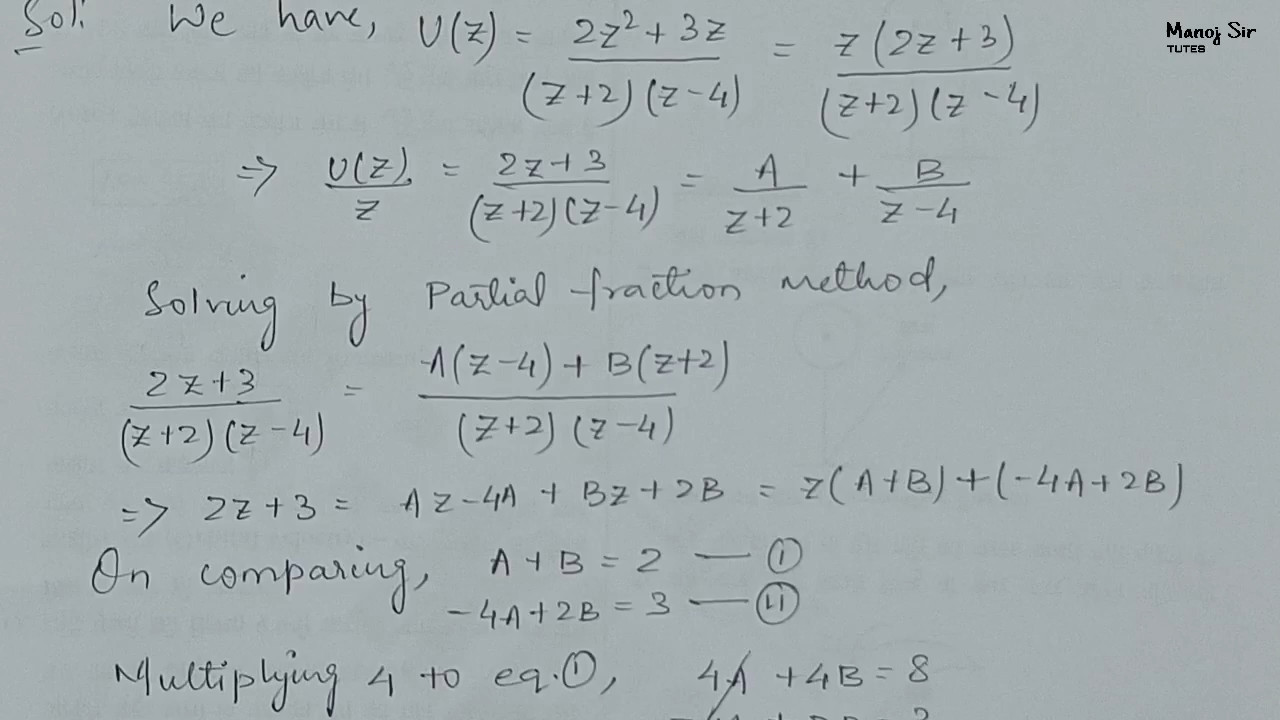 Sol: We have, U(z) = 2z² + 3z / (z+2)(z-4) = z(2z+3) / (z+2)(z-4)
Manoj Sir
TUTES
=> U(z) / z = 2z+3 / (z+2)(z-4) = A / z+2 + B / z-4
Solving by Partial fraction method,
2z+3 / (z+2)(z-4) = A(z-4) + B(z+2) / (z+2)(z-4)
=> 2z+3 = Az-4A + Bz+2B = z(A+B)+(-4A+2B)
On comparing, A+B = 2 — (I)
-4A+2B = 3 — (II)
Multiplying 4 to eq.(I), 4A +4B = 8